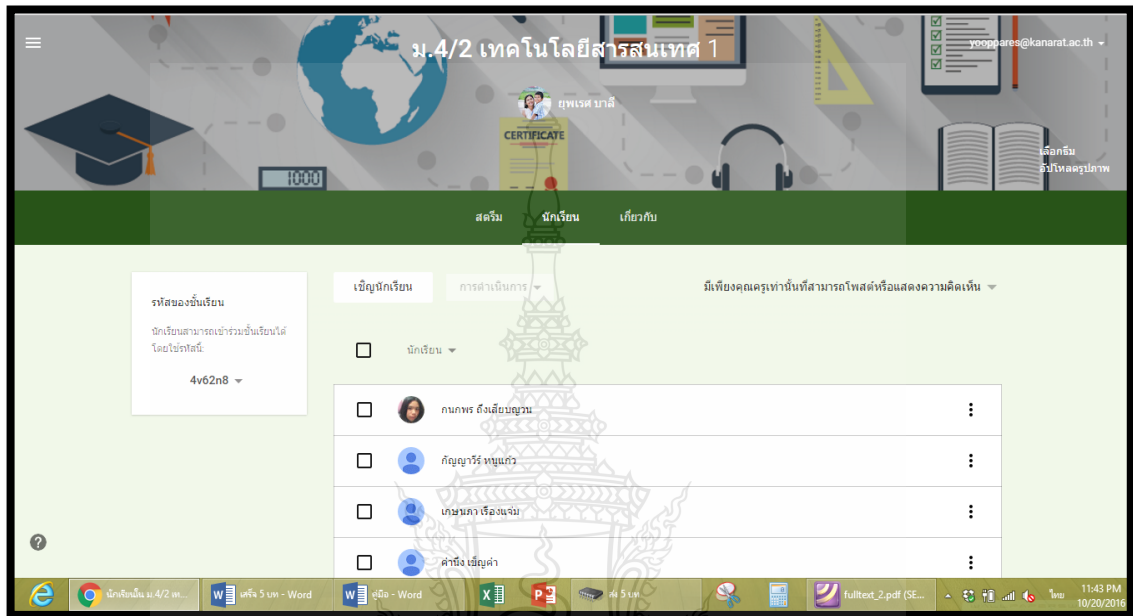 ม.4/2 เทคโนโลยีสารสนเทศ 1
yooppares@kanarat.ac.th
ยุพเรศ บาลี
CERTIFICATE
1000
เลือกธีม
อัปโหลดรูปภาพ
สตรีม นักเรียน เกี่ยวกับ
รหัสของชั้นเรียน
นักเรียนสามารถเข้าร่วมชั้นเรียนได้
โดยใช้รหัสนี้:
4v62n8
เชิญนักเรียน การดำเนินการ มีเพียงคุณครูเท่านั้นที่สามารถโพสต์หรือแสดงความคิดเห็น
นักเรียน
กนกพร ถึงเสียบญวน
กัญญาวีร์ หนูแก้ว
เกษนภา เรืองแจ่ม
คำนึง เข็ญคำ
นักเรียนใน ม.4/2 เท... เสร็จ 5 บท - Word คู่มือ - Word ส่ง 5 บท fulltext_2.pdf (SE... ไทย 11:43 PM
10/20/2016